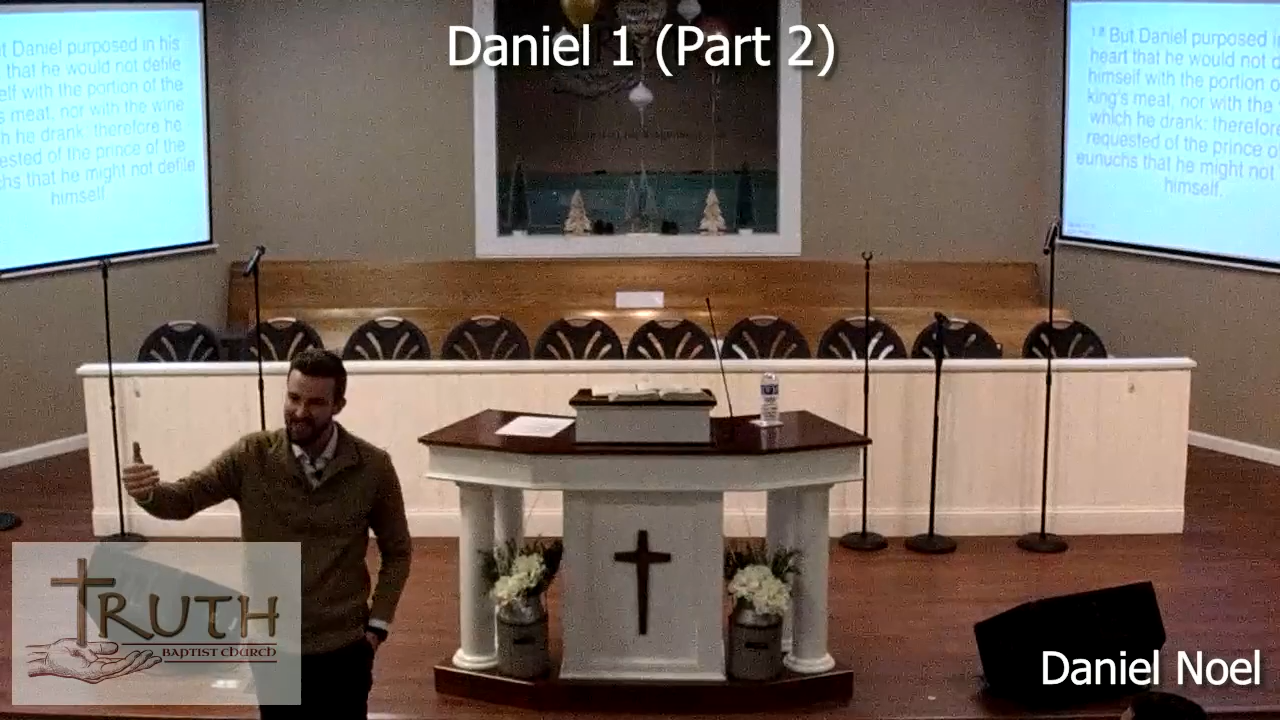 Daniel 1 (Part 2)
Daniel purposed in his
that he would not defile
with the portion of the
meat, nor with the wine
he drank: therefore he
of the prince of the
that he might not defile
himself.
But Daniel purposed
heart that he would not
himself with the portion
king's meat, nor with the
which he drank: therefore
requested of the prince
eunuchs that he might not
himself.
TRUTH
BAPTIST CHURCH
Daniel Noel